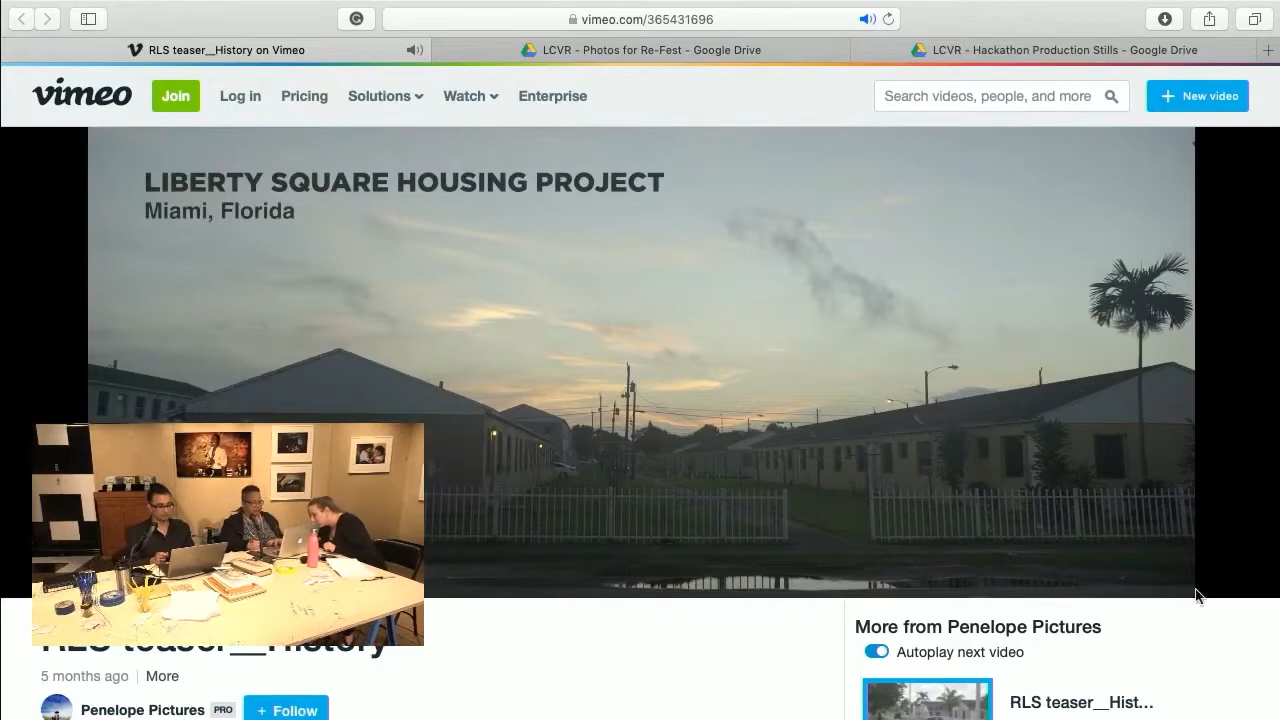 vimeo.com/365431696
RLS teaser__History on Vimeo
LCVR - Photos for Re-Fest - Google Drive
LCVR - Hackathon Production Stills - Google Drive
vimeo
Join
Log in
Pricing
Solutions
Watch
Enterprise
Search videos, people, and more
New video
LIBERTY SQUARE HOUSING PROJECT
Miami, Florida
RLS teaser__History
5 months ago
More
Penelope Pictures
PRO
+ Follow
More from Penelope Pictures
Autoplay next video
RLS teaser__Hist...